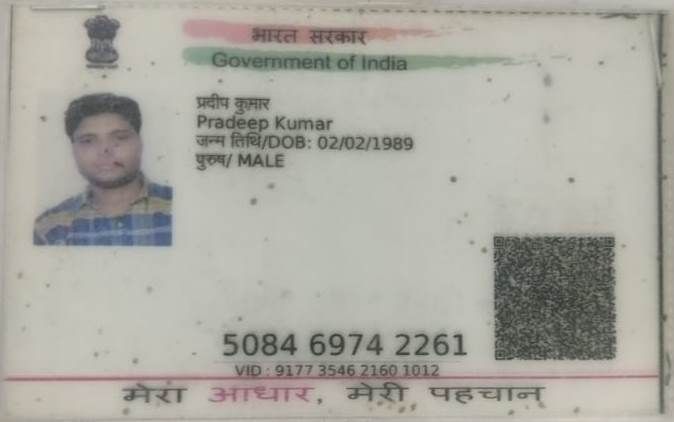 भारत सरकार
Government of India
प्रदीप कुमार
Pradeep Kumar
जन्म तिथि/DOB: 02/02/1989
पुरुष/ MALE
5084 6974 2261
VID : 9177 3546 2160 1012
मेरा आधार, मेरी पहचान